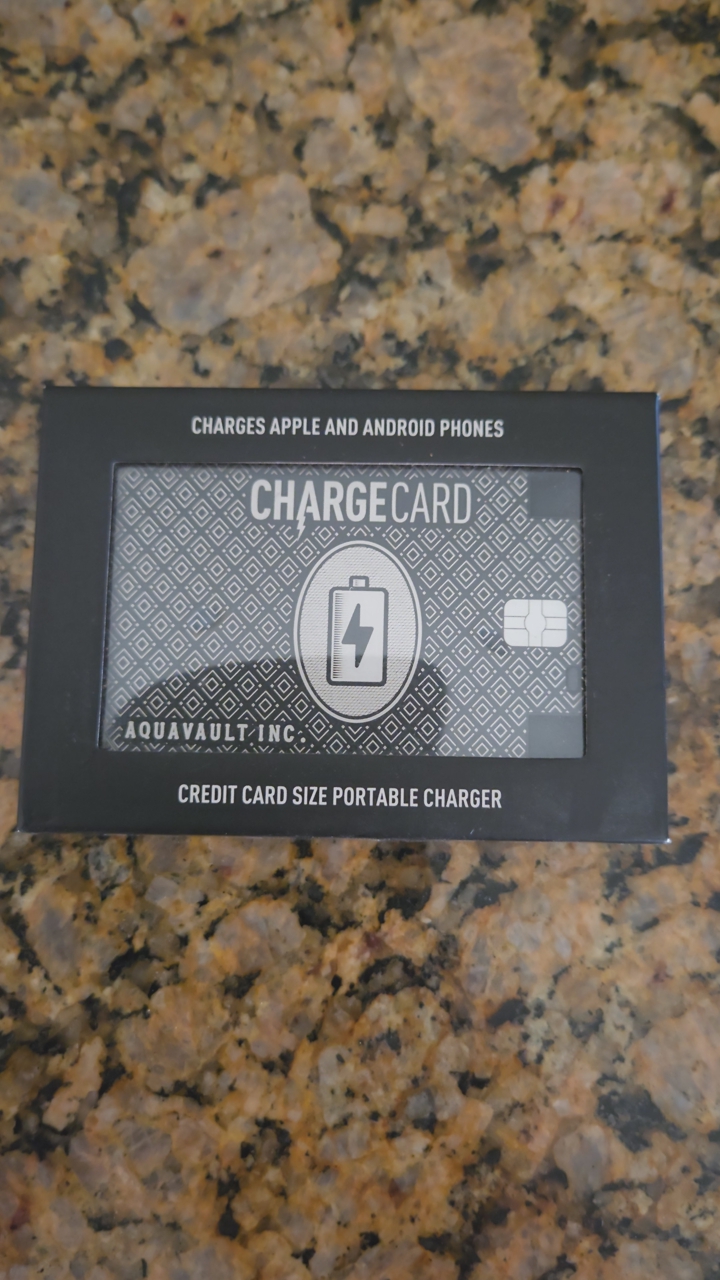 CHARGES APPLE AND ANDROID PHONES
CHARGECARD
AQUAVAULT INC.
CREDIT CARD SIZE PORTABLE CHARGER